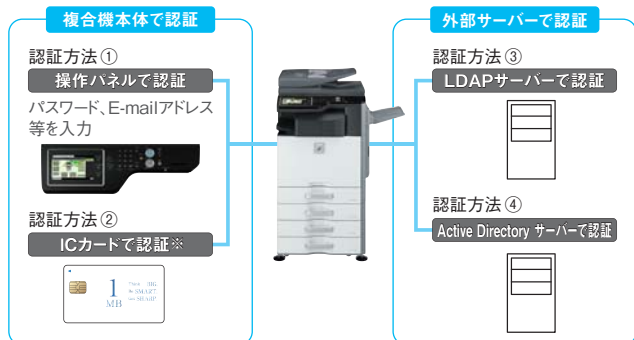 複合機本体で認証
認証方法①
操作パネルで認証
パスワード、E-mailアドレス
等を入力
認証方法②
ICカードで認証※
1
MB
外部サーバーで認証
認証方法③
LDAPサーバーで認証
認証方法④
Active Directory サーバーで認証